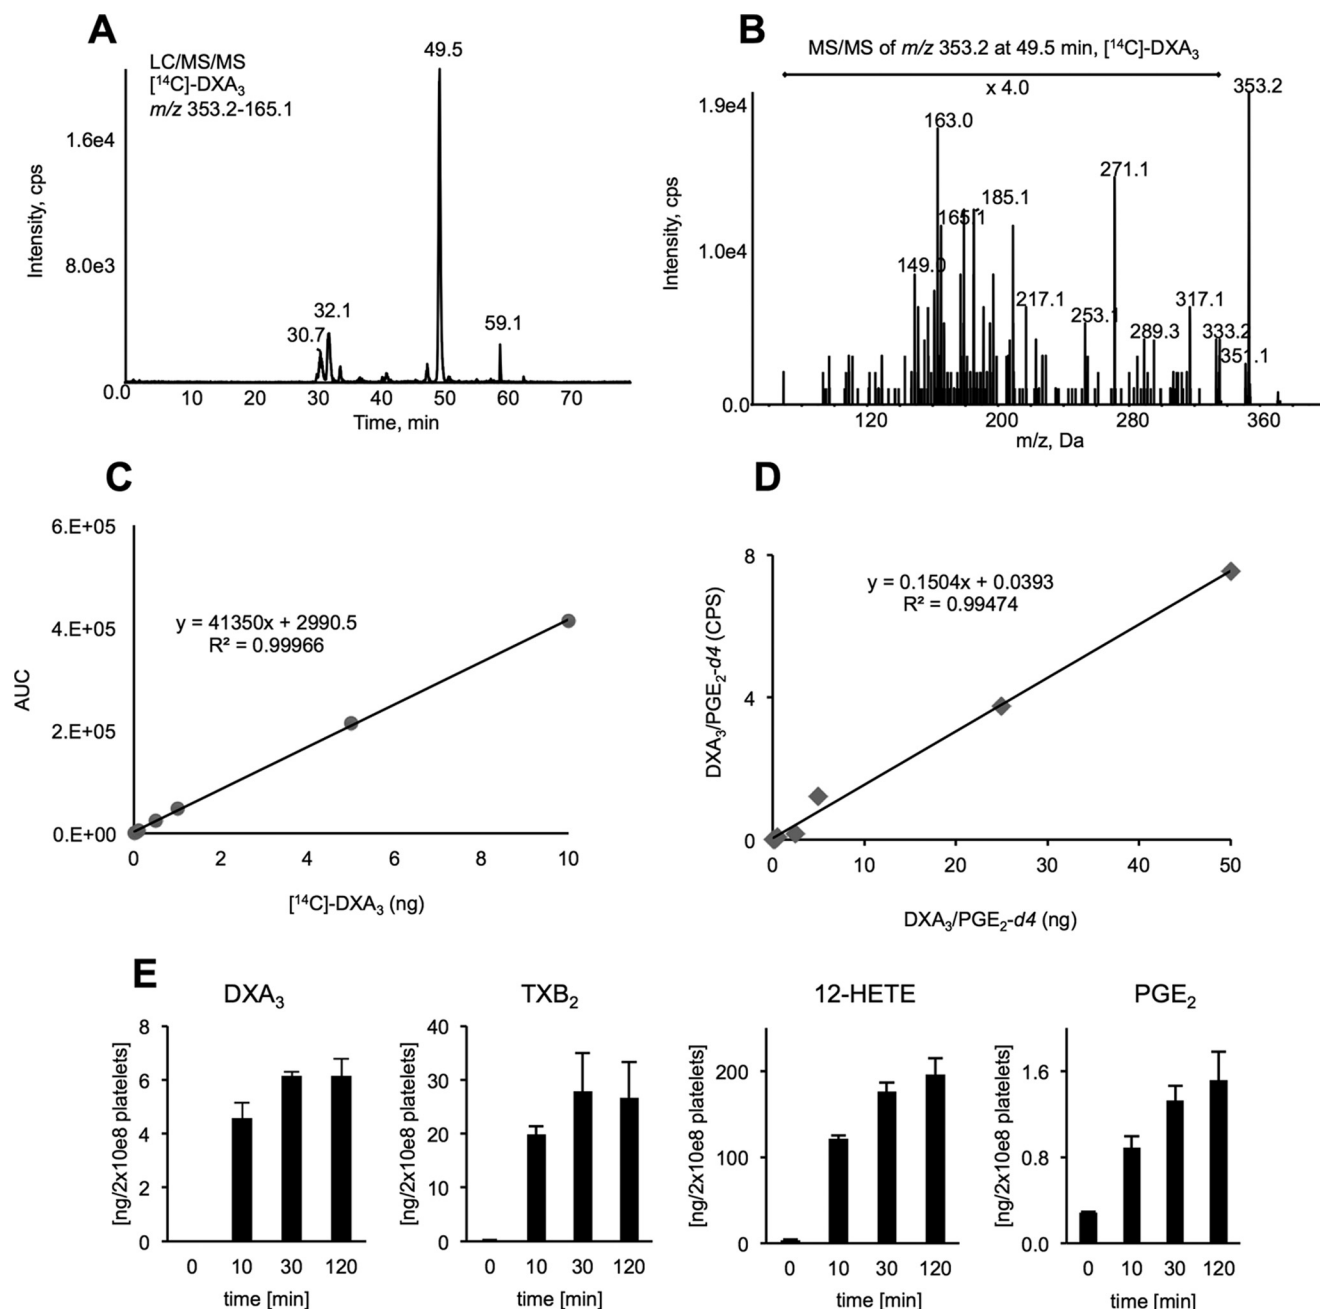 A
LC/MS/MS
[¹⁴C]-DXA₃
m/z 353.2-165.1
49.5
32.1
30.7
59.1
1.6e4
8.0e3
0.0
Intensity, cps
10 20 30 40 50 60 70
Time, min
B
MS/MS of m/z 353.2 at 49.5 min, [¹⁴C]-DXA₃
x 4.0
353.2
163.0
271.1
185.1
165.1
149.0
217.1
253.1
289.3
317.1
333.2
351.1
1.9e4
1.0e4
0.0
Intensity, cps
120 200 280 360
m/z, Da
C
6.E+05
4.E+05
2.E+05
0.E+00
AUC
y = 41350x + 2990.5
R² = 0.99966
0 2 4 6 8 10
[¹⁴C]-DXA₃ (ng)
D
8
4
0
DXA₃/PGE₂-d4 (CPS)
y = 0.1504x + 0.0393
R² = 0.99474
0 10 20 30 40 50
DXA₃/PGE₂-d4 (ng)
E
DXA₃
[ng/2x10e8 platelets]
8
6
4
2
0
0 10 30 120
time [min]
TXB₂
[ng/2x10e8 platelets]
40
30
20
10
0
0 10 30 120
time [min]
12-HETE
[ng/2x10e8 platelets]
200
100
0
0 10 30 120
time [min]
PGE₂
[ng/2x10e8 platelets]
1.6
0.8
0.0
0 10 30 120
time [min]